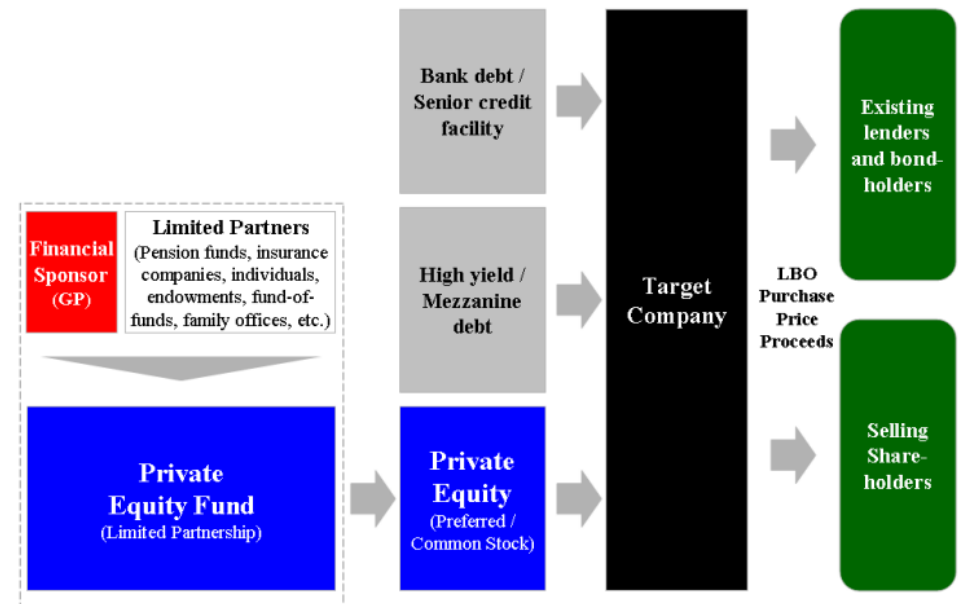 Bank debt /
Senior credit
facility
Existing
lenders
and bond-
holders
Financial
Sponsor
(GP)
Limited Partners
(Pension funds, insurance
companies, individuals,
endowments, fund-of-
funds, family offices, etc.)
High yield /
Mezzanine
debt
Target
Company
LBO
Purchase
Price
Proceeds
Private
Equity Fund
(Limited Partnership)
Private
Equity
(Preferred /
Common Stock)
Selling
Share-
holders